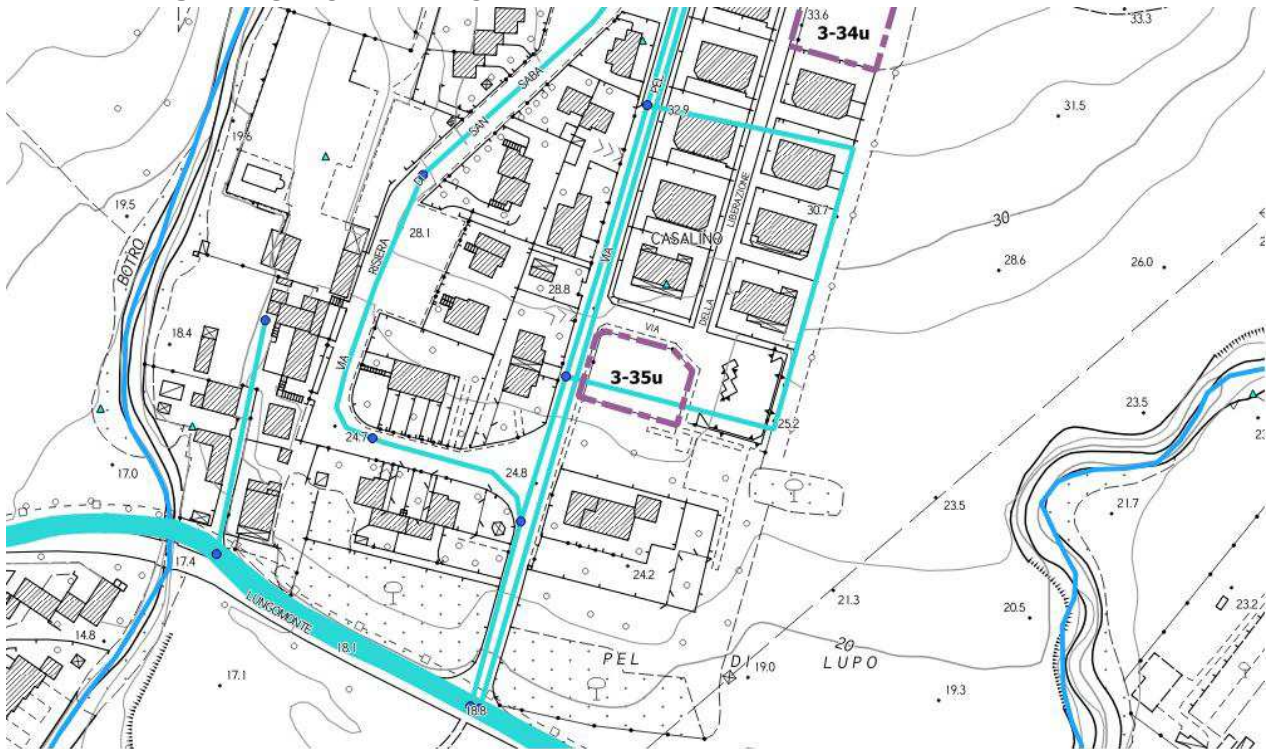 33.6
33.3
3-34u
SABA
PEL
SAN
32.9
31.5
19.6
LIBERAZIONE
19.5
30.7
30
28.1
CASALINO
BOTRO
RISIERA
VIA
28.6
26.0
28.8
DELLA
VIA
18.4
VIA
3-35u
23.5
24.7
25.2
17.0
24.8
23.5
21.7
17.4
24.2
21.3
23.2
20.5
LUNGOMONTE
14.8
18.1
20
PEL DI LUPO
19.0
17.1
19.3
18.8